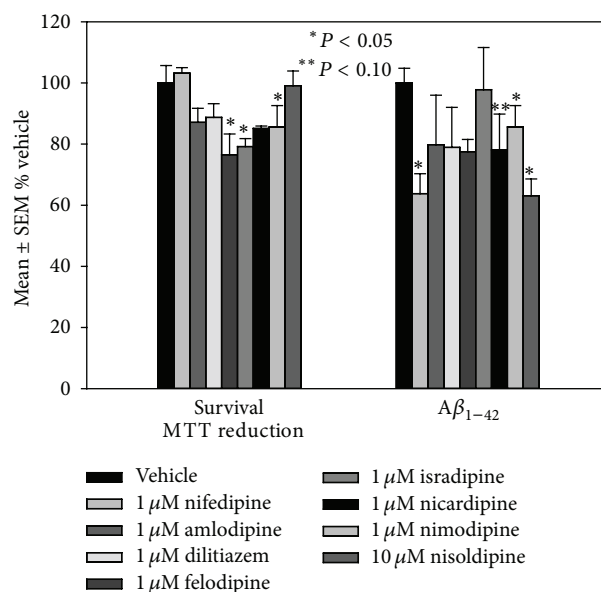 120
100
80
60
40
20
0
Mean ± SEM % vehicle
* P < 0.05
** P < 0.10
* * *
** * * *
Survival
MTT reduction
Aβ1−42
Vehicle
1 μM nifedipine
1 μM amlodipine
1 μM dilitiazem
1 μM felodipine
1 μM isradipine
1 μM nicardipine
1 μM nimodipine
10 μM nisoldipine